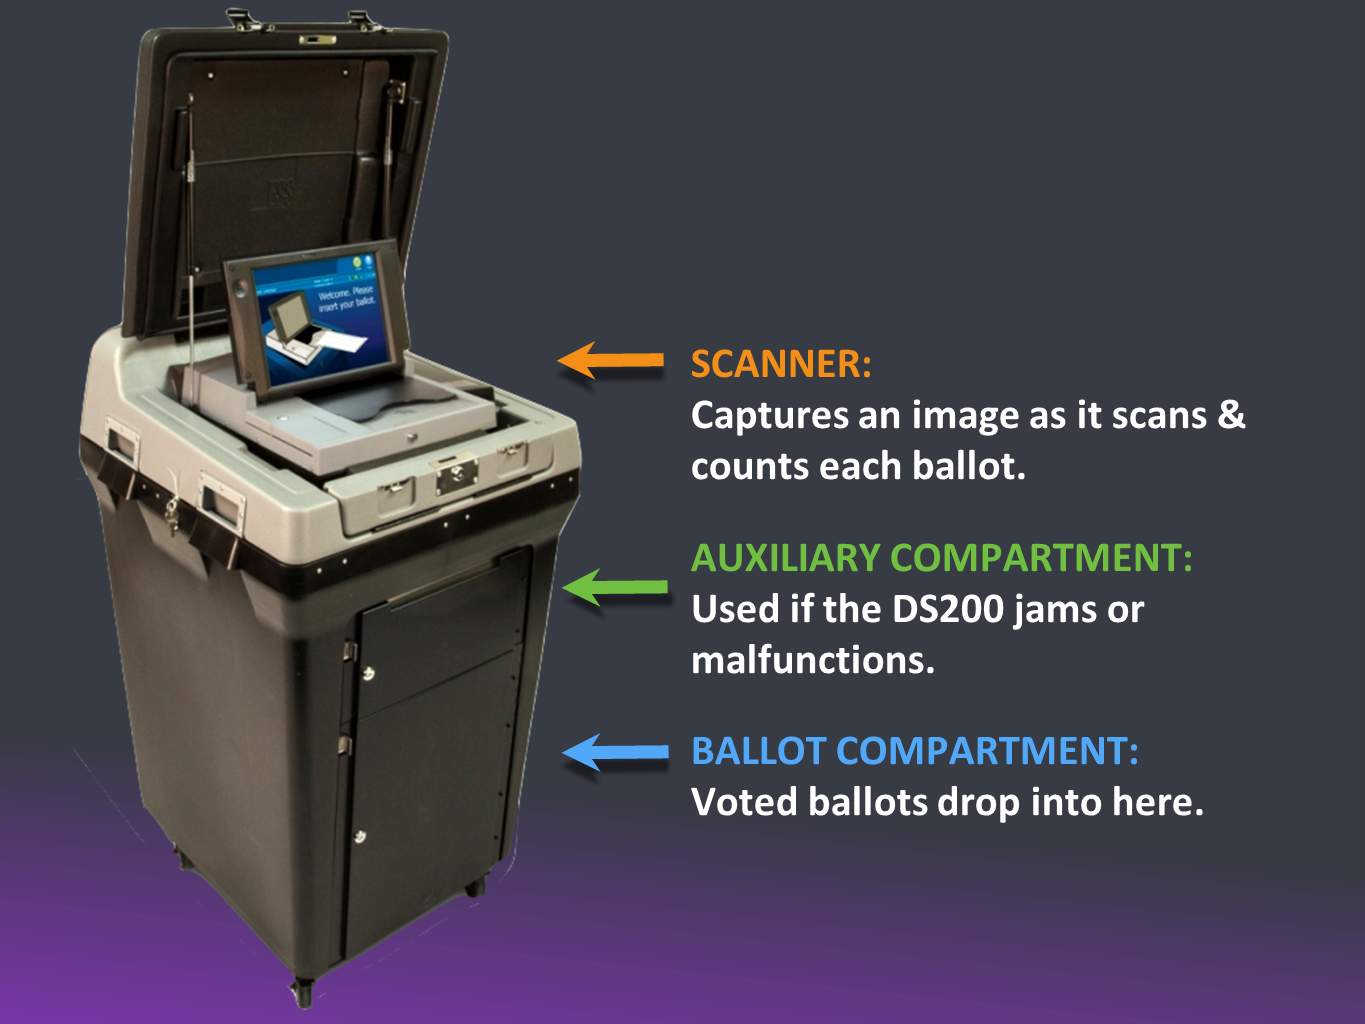 Welcome. Please
insert your ballot.
SCANNER:
Captures an image as it scans &
counts each ballot.
AUXILIARY COMPARTMENT:
Used if the DS200 jams or
malfunctions.
BALLOT COMPARTMENT:
Voted ballots drop into here.